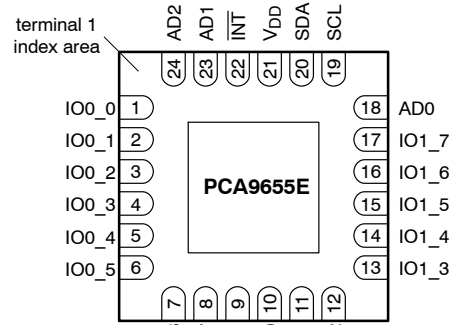 terminal 1
index area
AD2
AD1
INT
VDD
SDA
SCL
24
23
22
21
20
19
IO0_0 1
IO0_1 2
IO0_2 3
IO0_3 4
IO0_4 5
IO0_5 6
PCA9655E
18 AD0
17 IO1_7
16 IO1_6
15 IO1_5
14 IO1_4
13 IO1_3
7
8
9
10
11
12